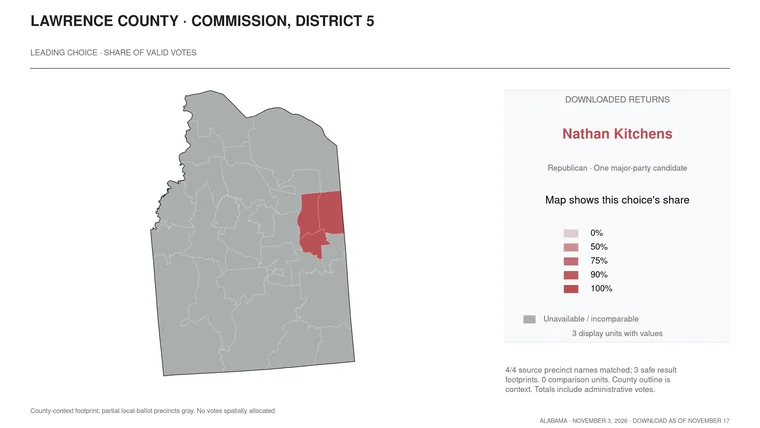 LAWRENCE COUNTY · COMMISSION, DISTRICT 5
LEADING CHOICE · SHARE OF VALID VOTES
DOWNLOADED RETURNS
Nathan Kitchens
Republican · One major-party candidate
Map shows this choice's share
0%
50%
75%
90%
100%
Unavailable / incomparable
3 display units with values
4/4 source precinct names matched; 3 safe result
footprints. 0 comparison units. County outline is
context. Totals include administrative votes.
County-context footprint; partial local-ballot precincts gray. No votes spatially allocated.
ALABAMA · NOVEMBER 3, 2026 · DOWNLOAD AS OF NOVEMBER 17